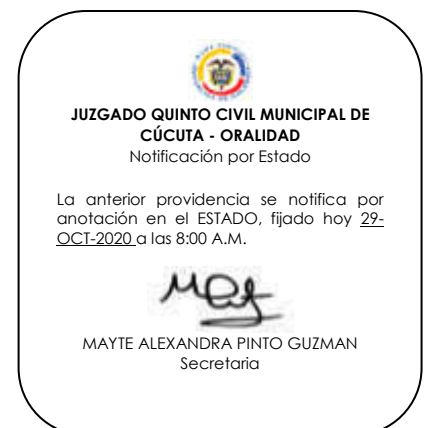 JUZGADO QUINTO CIVIL MUNICIPAL DE
CÚCUTA - ORALIDAD
Notificación por Estado
La anterior providencia se notifica por
anotación en el ESTADO, fijado hoy 29-
OCT-2020 a las 8:00 A.M.
MAYTE ALEXANDRA PINTO GUZMAN
Secretaria